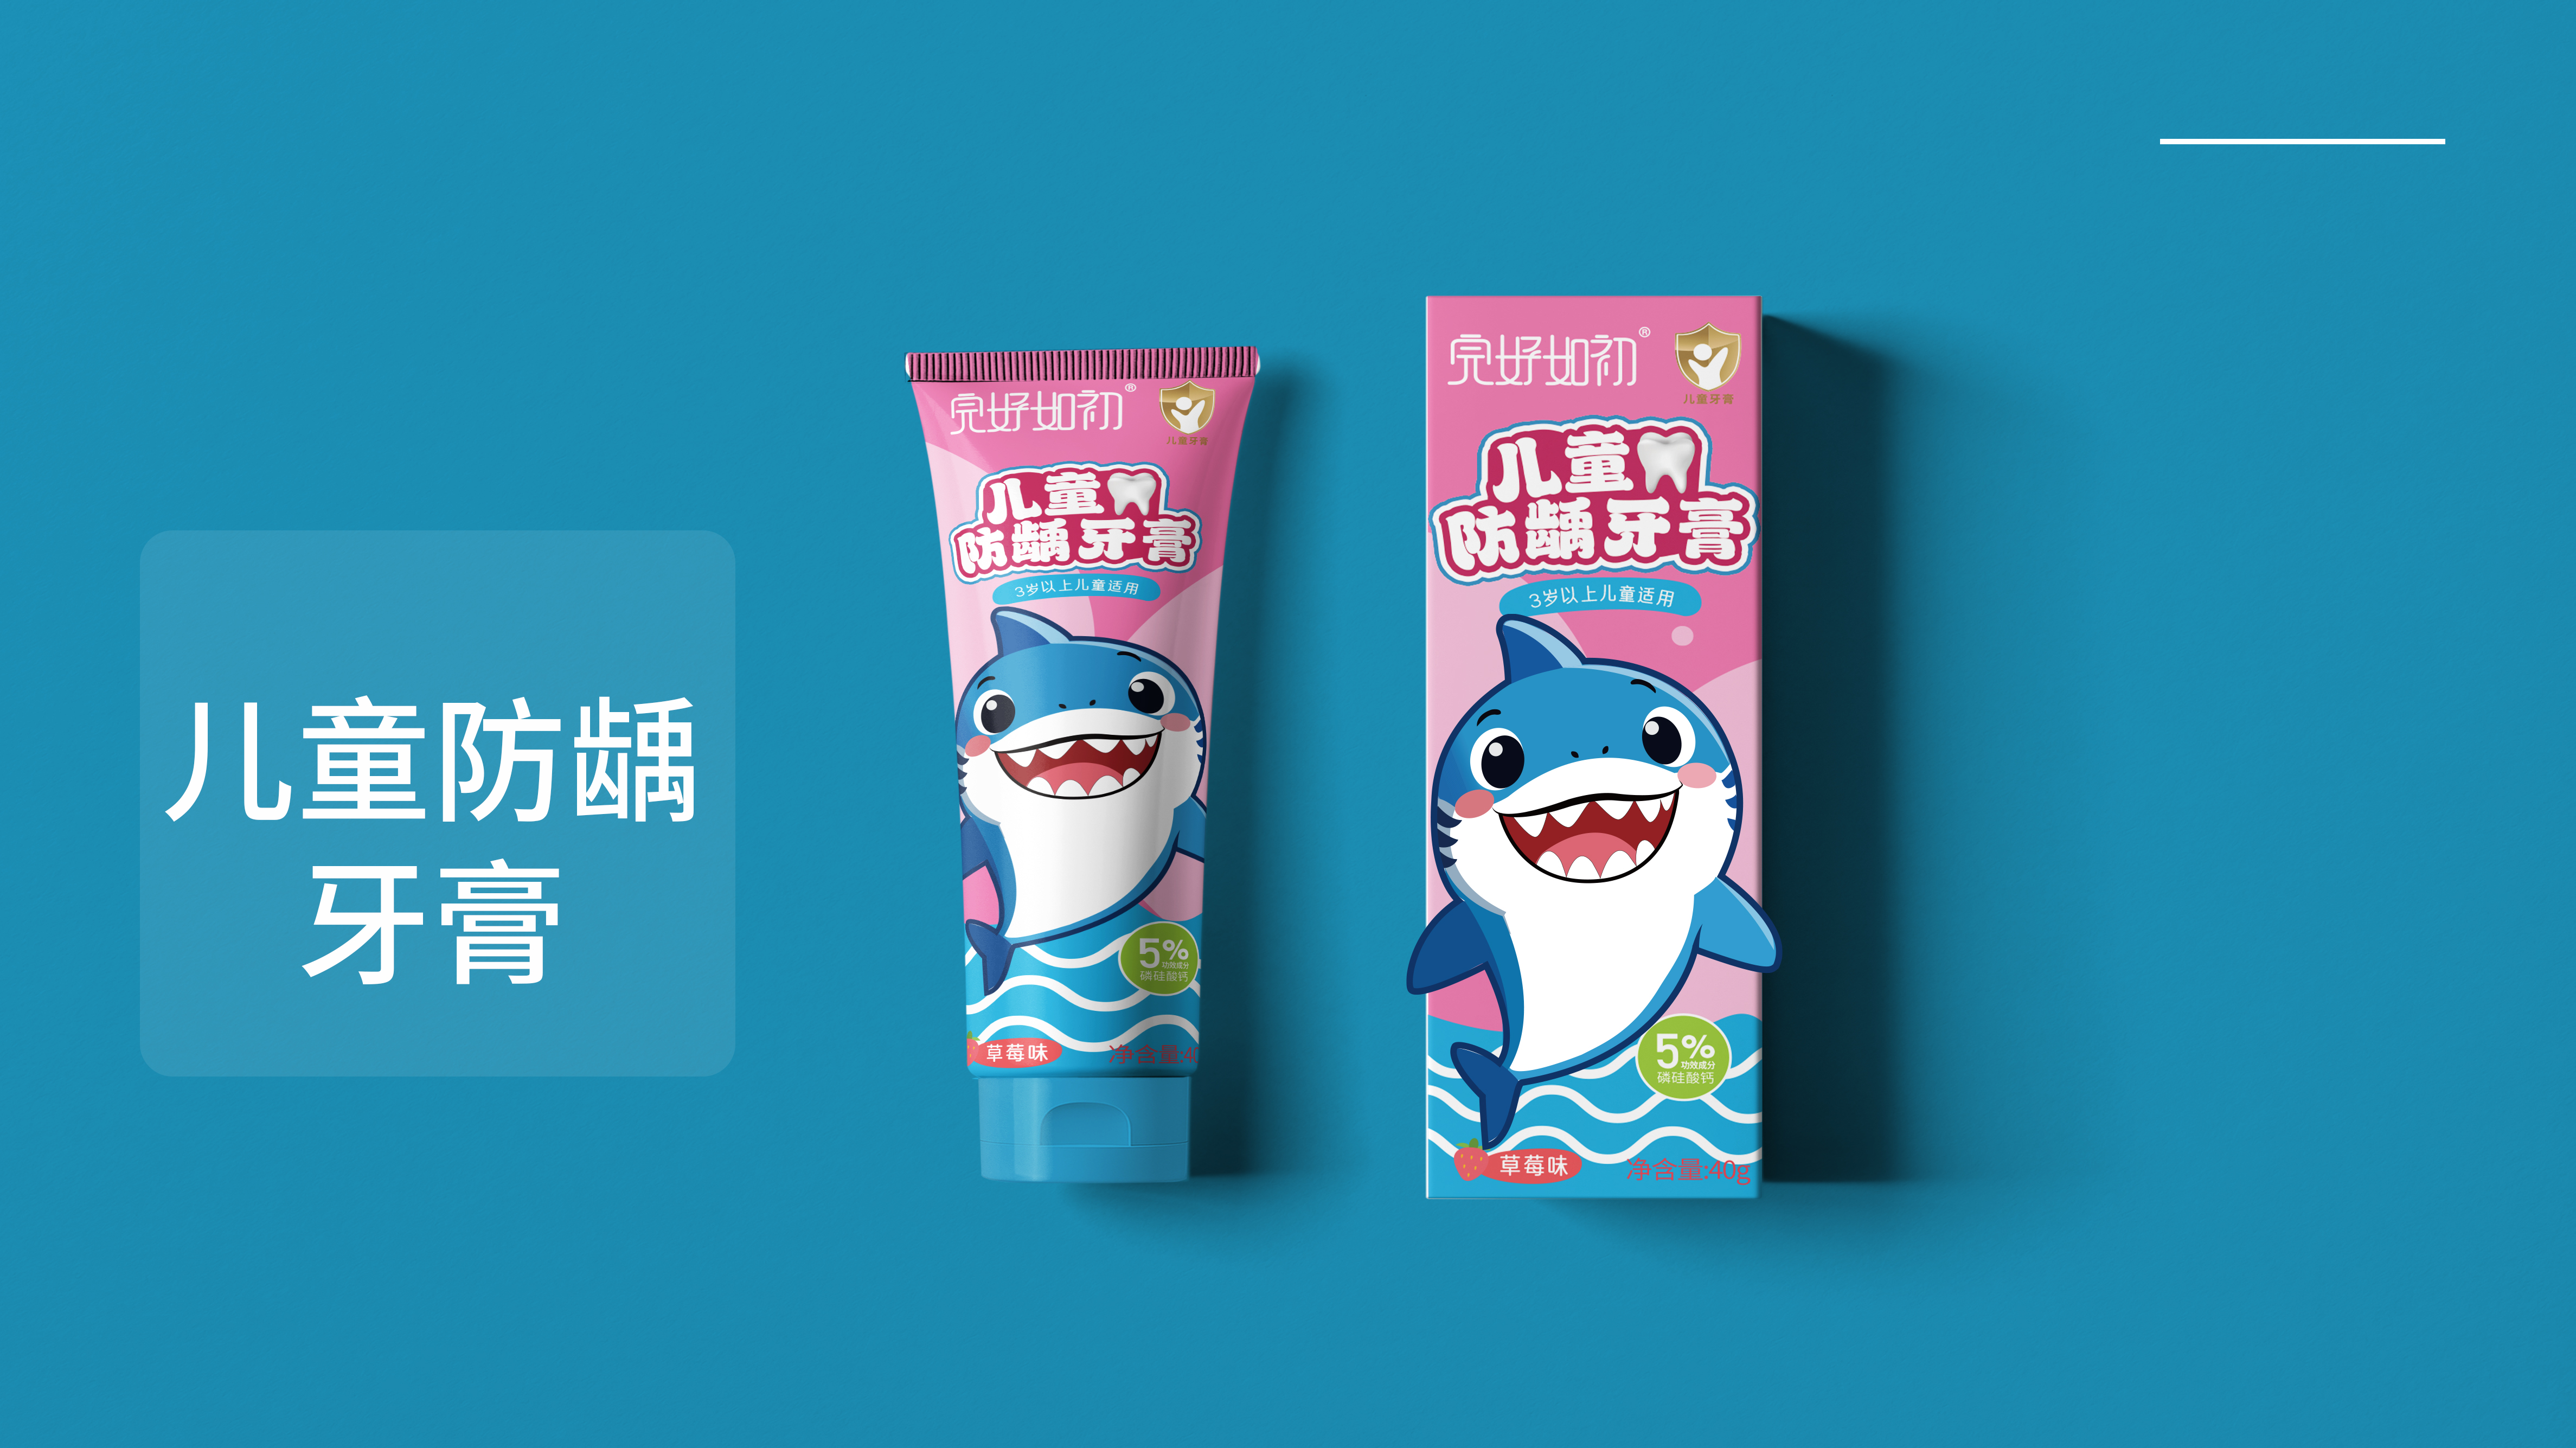 儿童防龋
牙膏
完好如初®
儿童牙膏
儿童
防龋牙膏
3岁以上儿童适用
5%
功效成分
磷硅酸钙
草莓味
净含量:40
完好如初®
儿童牙膏
儿童
防龋牙膏
3岁以上儿童适用
5%
功效成分
磷硅酸钙
草莓味
净含量:40g